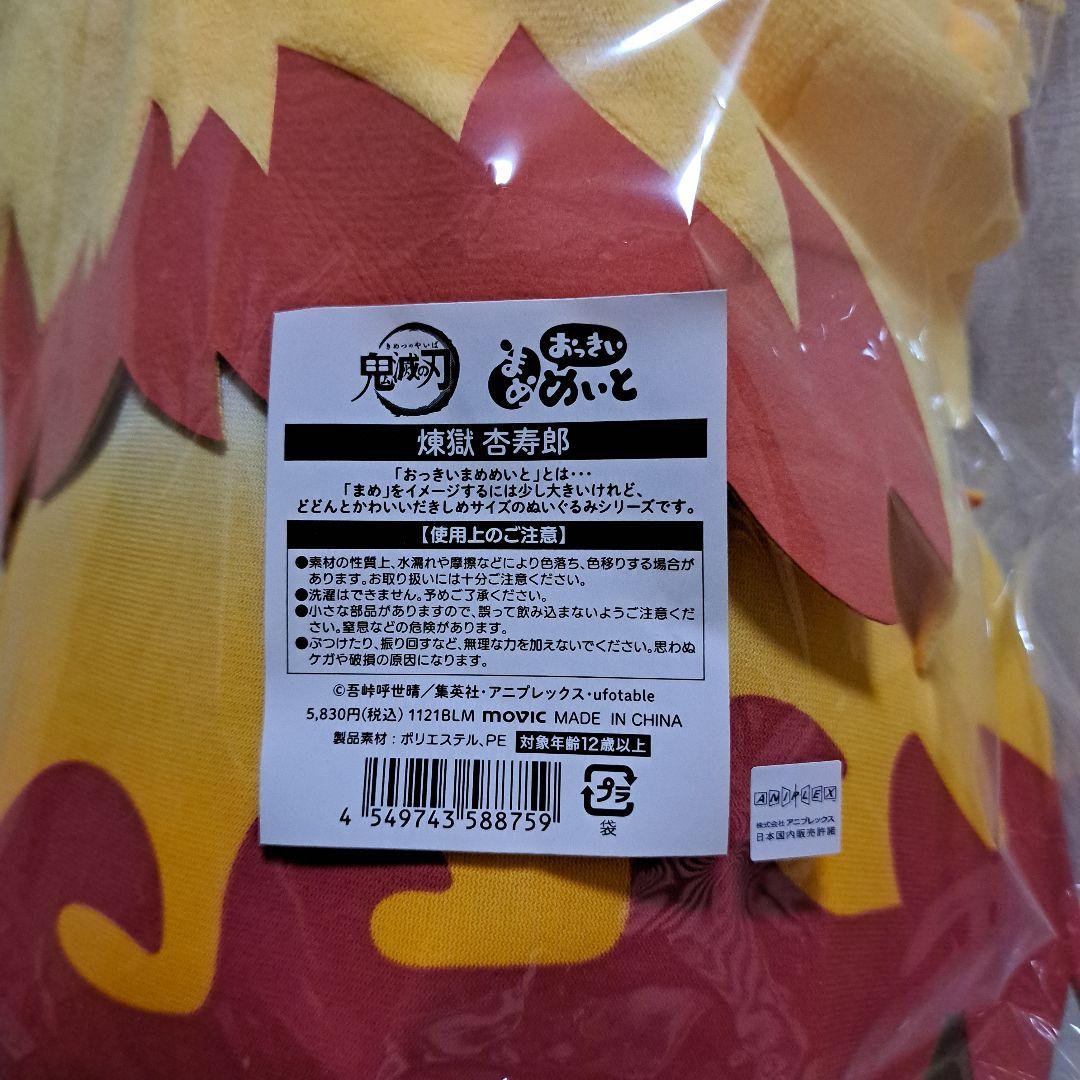 きめつのやいば
鬼滅の刃
おっきい
まめめいと
煉󠄁獄 杏寿郎
「おっきいまめめいと」とは・・・
「まめ」をイメージするには少し大きいけれど、
どどんとかわいいだきしめサイズのぬいぐるみシリーズです。
【使用上のご注意】
●素材の性質上、水濡れや摩擦などにより色落ち、色移りする場合が
あります。お取り扱いには十分ご注意ください。
●洗濯はできません。予めご了承ください。
●小さな部品がありますので、誤って飲み込まないようご注意くだ
さい。窒息などの危険があります。
●ぶつけたり、振り回すなど、無理な力を加えないでください。思わぬ
ケガや破損の原因になります。
©吾峠呼世晴／集英社・アニプレックス・ufotable
5,830円(税込) 1121BLM movic MADE IN CHINA
製品素材：ポリエステル、PE 対象年齢12歳以上
4 549743 588759
プラ
袋
ANIPLEX
株式会社 アニプレックス
日本国内販売許諾